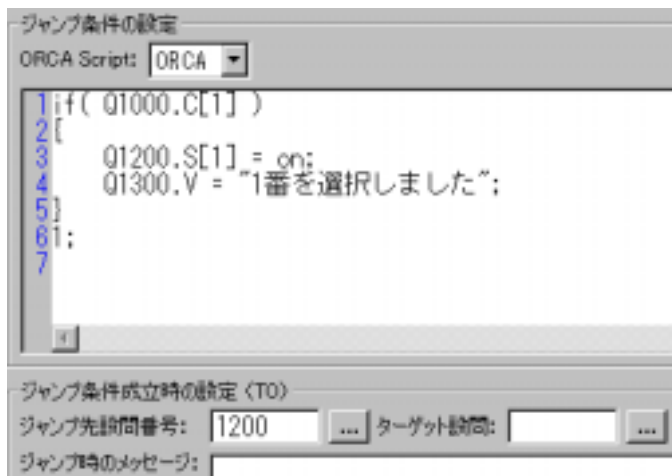 ジャンプ条件の設定
ORCA Script: ORCA
1 if( Q1000.C[1] )
2 {
3     Q1200.S[1] = on;
4     Q1300.V = "1番を選択しました";
5 }
6 1;
7
ジャンプ条件成立時の設定 (TO)
ジャンプ先設問番号: 1200 ... ターゲット設問: ...
ジャンプ時のメッセージ: